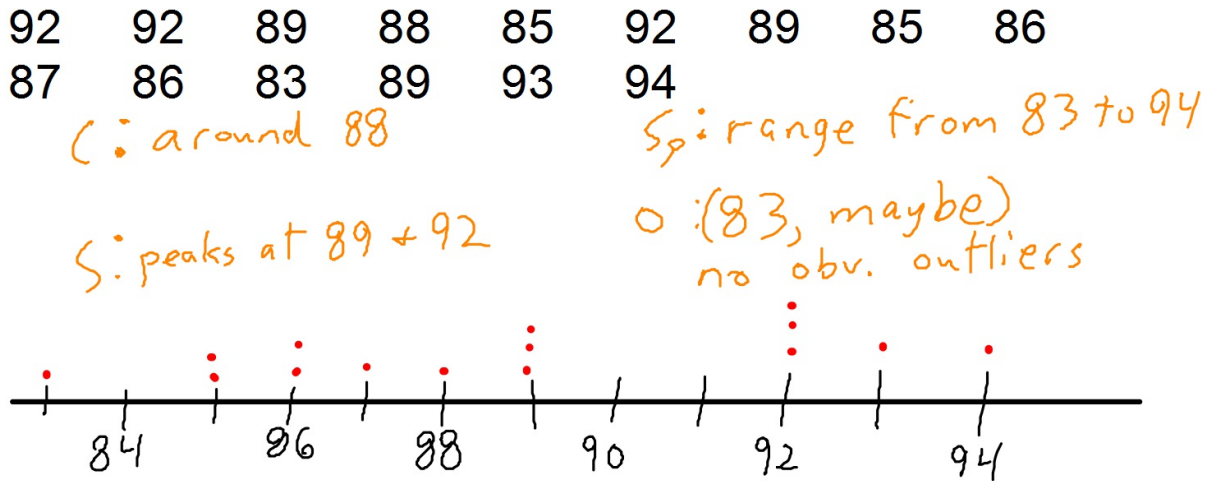 92 92 89 88 85 92 89 85 86
87 86 83 89 93 94
C: around 88
Sp: range from 83 to 94
S: peaks at 89 + 92
O: (83, maybe)
no obv. outliers
84 86 88 90 92 94